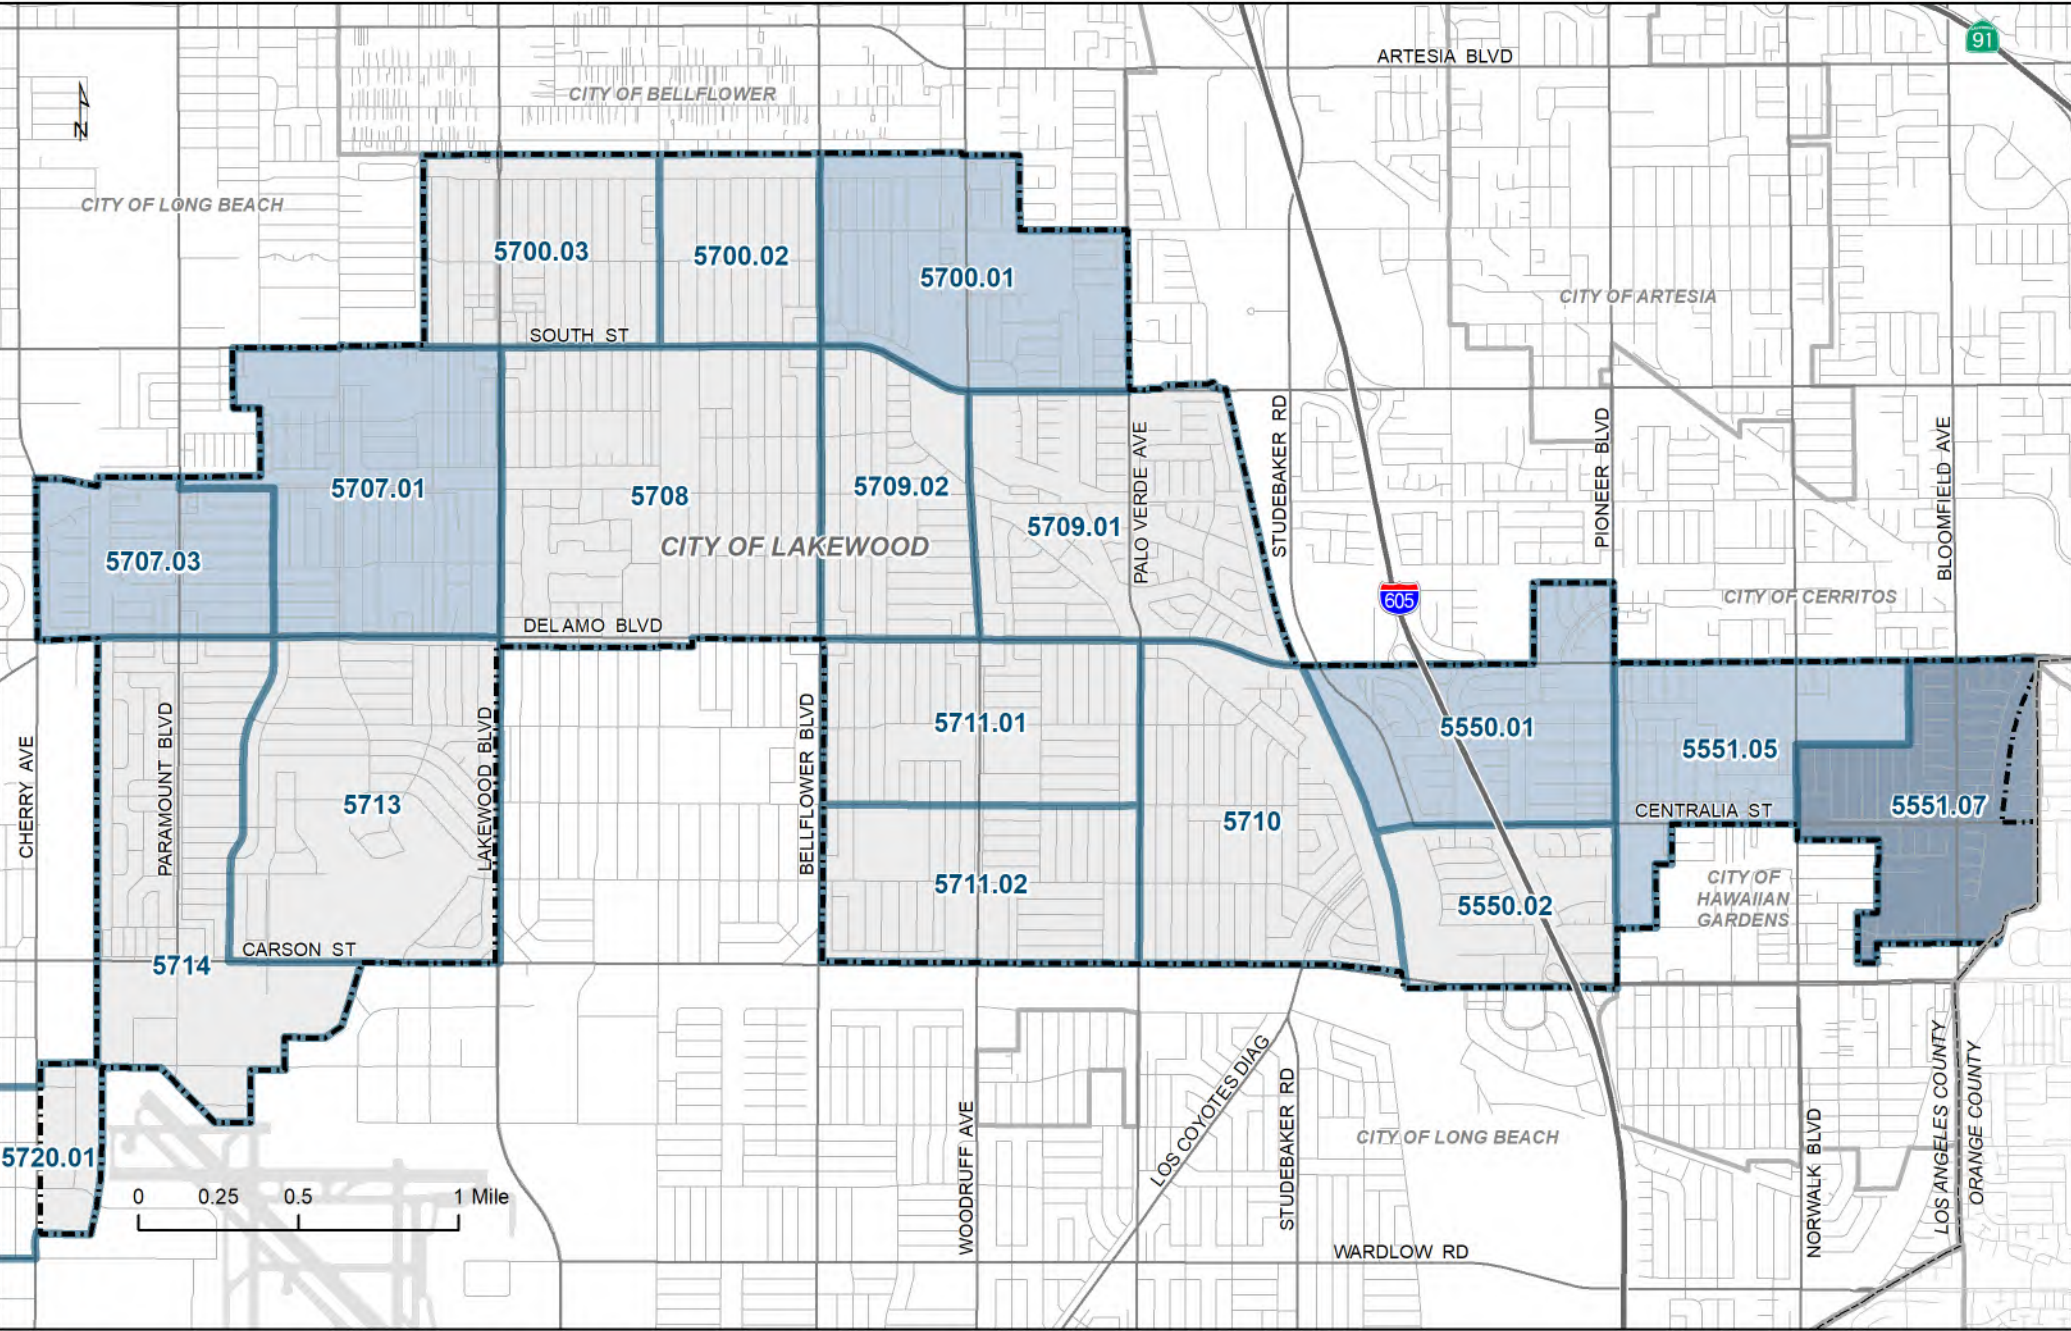 91
ARTESIA BLVD
CITY OF BELLFLOWER
N
CITY OF LONG BEACH
5700.03
5700.02
5700.01
CITY OF ARTESIA
SOUTH ST
STUDEBAKER RD
PIONEER BLVD
BLOOMFIELD AVE
PALO VERDE AVE
5707.01
5708
5709.02
5709.01
CITY OF LAKEWOOD
5707.03
605
CITY OF CERRITOS
DEL AMO BLVD
PARAMOUNT BLVD
LAKEWOOD BLVD
BELLFLOWER BLVD
CHERRY AVE
5711.01
5550.01
5551.05
5713
5710
CENTRALIA ST
5551.07
5711.02
5550.02
CITY OF
HAWAIIAN
GARDENS
CARSON ST
5714
LOS COYOTES DIAG
STUDEBAKER RD
WOODRUFF AVE
CITY OF LONG BEACH
NORWALK BLVD
LOS ANGELES COUNTY
ORANGE COUNTY
5720.01
0 0.25 0.5 1 Mile
WARDLOW RD